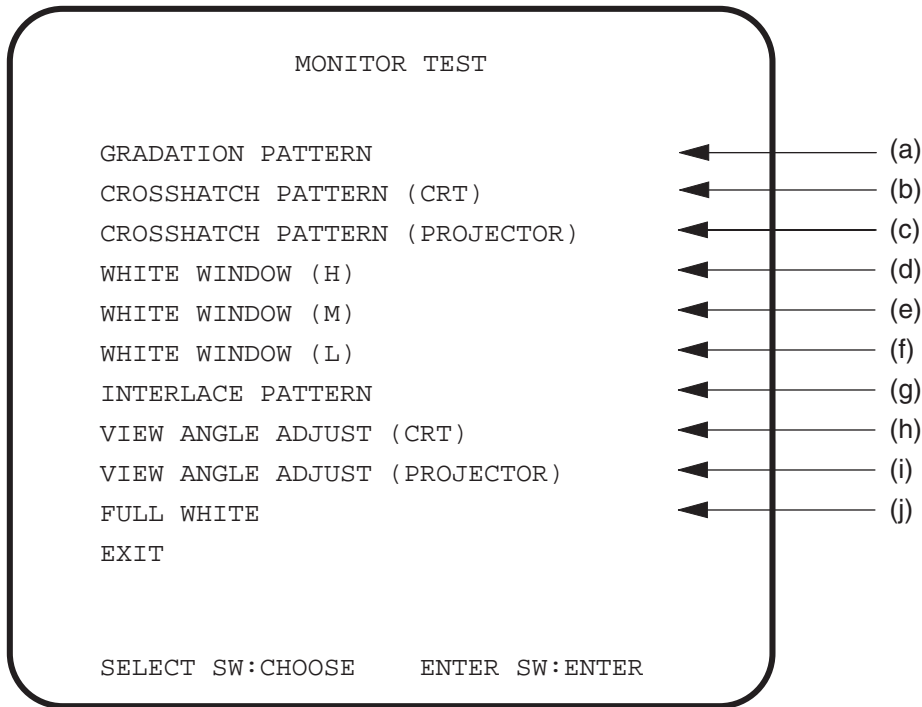 MONITOR TEST
GRADATION PATTERN (a)
CROSSHATCH PATTERN (CRT) (b)
CROSSHATCH PATTERN (PROJECTOR) (c)
WHITE WINDOW (H) (d)
WHITE WINDOW (M) (e)
WHITE WINDOW (L) (f)
INTERLACE PATTERN (g)
VIEW ANGLE ADJUST (CRT) (h)
VIEW ANGLE ADJUST (PROJECTOR) (i)
FULL WHITE (j)
EXIT
SELECT SW:CHOOSE ENTER SW:ENTER